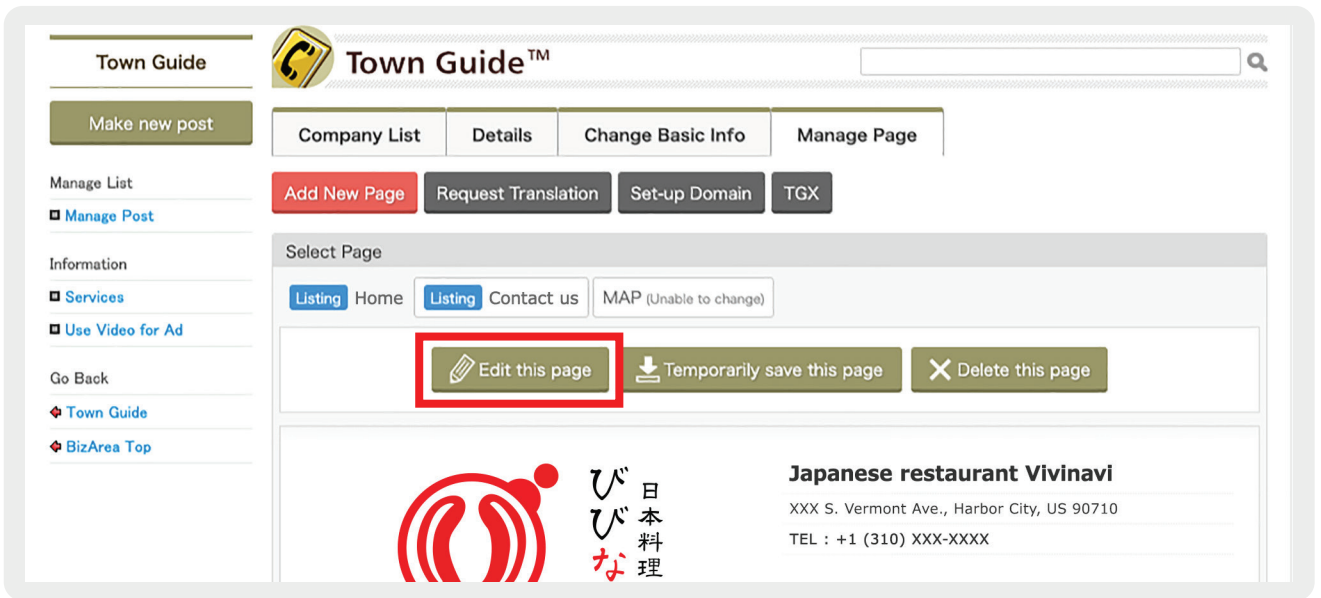 Town Guide
Make new post
Manage List
Manage Post
Information
Services
Use Video for Ad
Go Back
Town Guide
BizArea Top
Town Guide™
Company List
Details
Change Basic Info
Manage Page
Add New Page
Request Translation
Set-up Domain
TGX
Select Page
Listing Home
Listing Contact us
MAP (Unable to change)
Edit this page
Temporarily save this page
Delete this page
びびな
日本料理
Japanese restaurant Vivinavi
XXX S. Vermont Ave., Harbor City, US 90710
TEL : +1 (310) XXX-XXXX